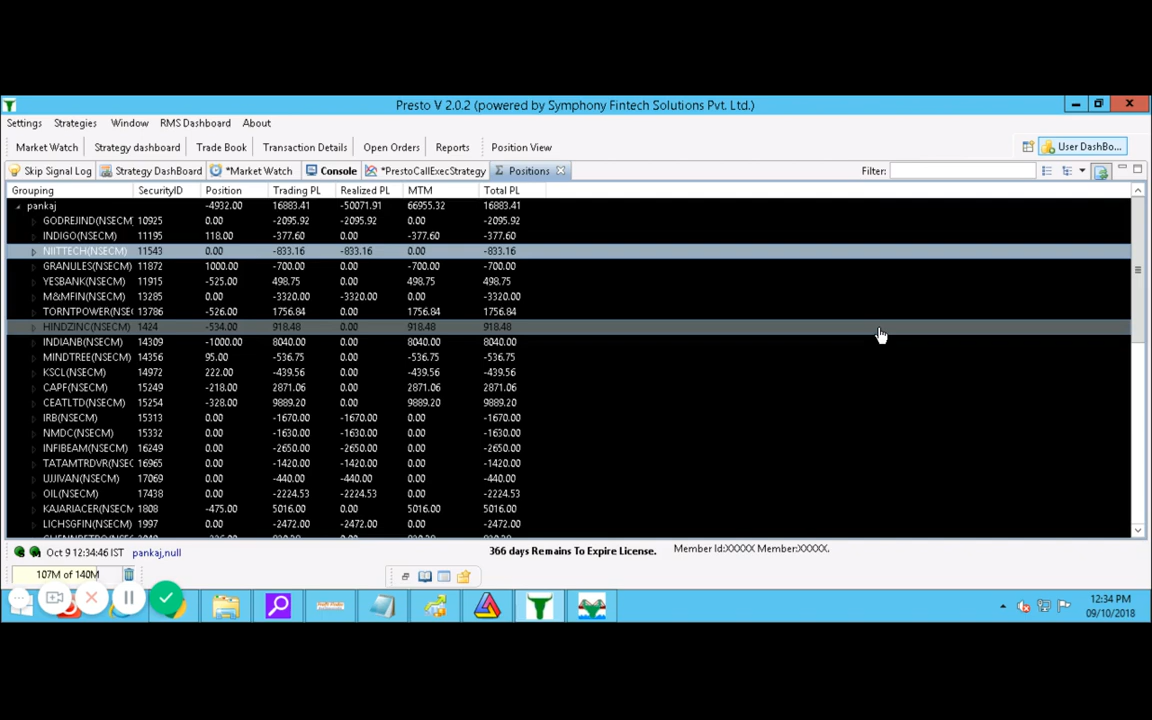 Presto V 2.0.2 (powered by Symphony Fintech Solutions Pvt. Ltd.)
Settings Strategies Window RMS Dashboard About
Market Watch Strategy dashboard Trade Book Transaction Details Open Orders Reports Position View User DashBo...
Skip Signal Log Strategy DashBoard *Market Watch Console *PrestoCallExecStrategy Σ Positions Filter:
Grouping SecurityID Position Trading PL Realized PL MTM Total PL
pankaj -4932.00 16883.41 -50071.91 66955.32 16883.41
GODREJIND(NSECM) 10925 0.00 -2095.92 -2095.92 0.00 -2095.92
INDIGO(NSECM) 11195 118.00 -377.60 0.00 -377.60 -377.60
NIITTECH(NSECM) 11543 0.00 -833.16 -833.16 0.00 -833.16
GRANULES(NSECM) 11872 1000.00 -700.00 0.00 -700.00 -700.00
YESBANK(NSECM) 11915 -525.00 498.75 0.00 498.75 498.75
M&MFIN(NSECM) 13285 0.00 -3320.00 -3320.00 0.00 -3320.00
TORNTPOWER(NSE( 13786 -526.00 1756.84 0.00 1756.84 1756.84
HINDZINC(NSECM) 1424 -534.00 918.48 0.00 918.48 918.48
INDIANB(NSECM) 14309 -1000.00 8040.00 0.00 8040.00 8040.00
MINDTREE(NSECM) 14356 95.00 -536.75 0.00 -536.75 -536.75
KSCL(NSECM) 14972 222.00 -439.56 0.00 -439.56 -439.56
CAPF(NSECM) 15249 -218.00 2871.06 0.00 2871.06 2871.06
CEATLTD(NSECM) 15254 -328.00 9889.20 0.00 9889.20 9889.20
IRB(NSECM) 15313 0.00 -1670.00 -1670.00 0.00 -1670.00
NMDC(NSECM) 15332 0.00 -1630.00 -1630.00 0.00 -1630.00
INFIBEAM(NSECM) 16249 0.00 -2650.00 -2650.00 0.00 -2650.00
TATAMTRDVR(NSEC 16965 0.00 -1420.00 -1420.00 0.00 -1420.00
UJJIVAN(NSECM) 17069 0.00 -440.00 -440.00 0.00 -440.00
OIL(NSECM) 17438 0.00 -2224.53 -2224.53 0.00 -2224.53
KAJARIACER(NSECM) 1808 -475.00 5016.00 0.00 5016.00 5016.00
LICHSGFIN(NSECM) 1997 0.00 -2472.00 -2472.00 0.00 -2472.00
Oct 9 12:34:46 IST pankaj,null 366 days Remains To Expire License. Member Id:XXXXX Member:XXXXX.
107M of 140M
12:34 PM
09/10/2018